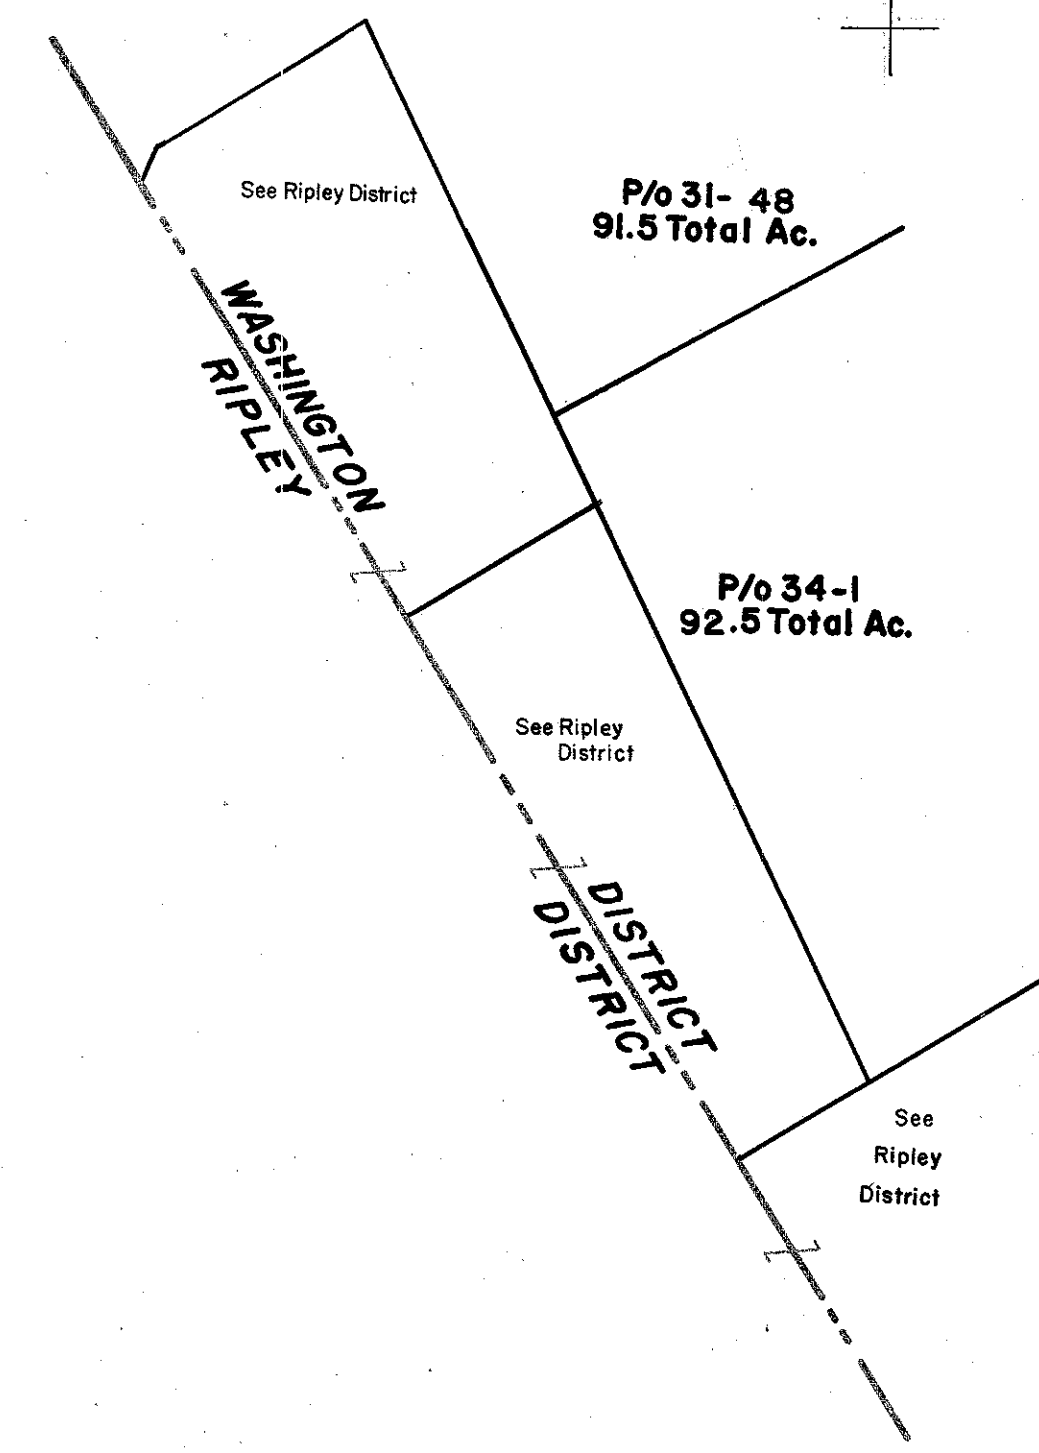 See Ripley District
P/o 31- 48
91.5 Total Ac.
WASHINGTON
RIPLEY
P/o 34-1
92.5 Total Ac.
See Ripley
District
DISTRICT
DISTRICT
See
Ripley
District